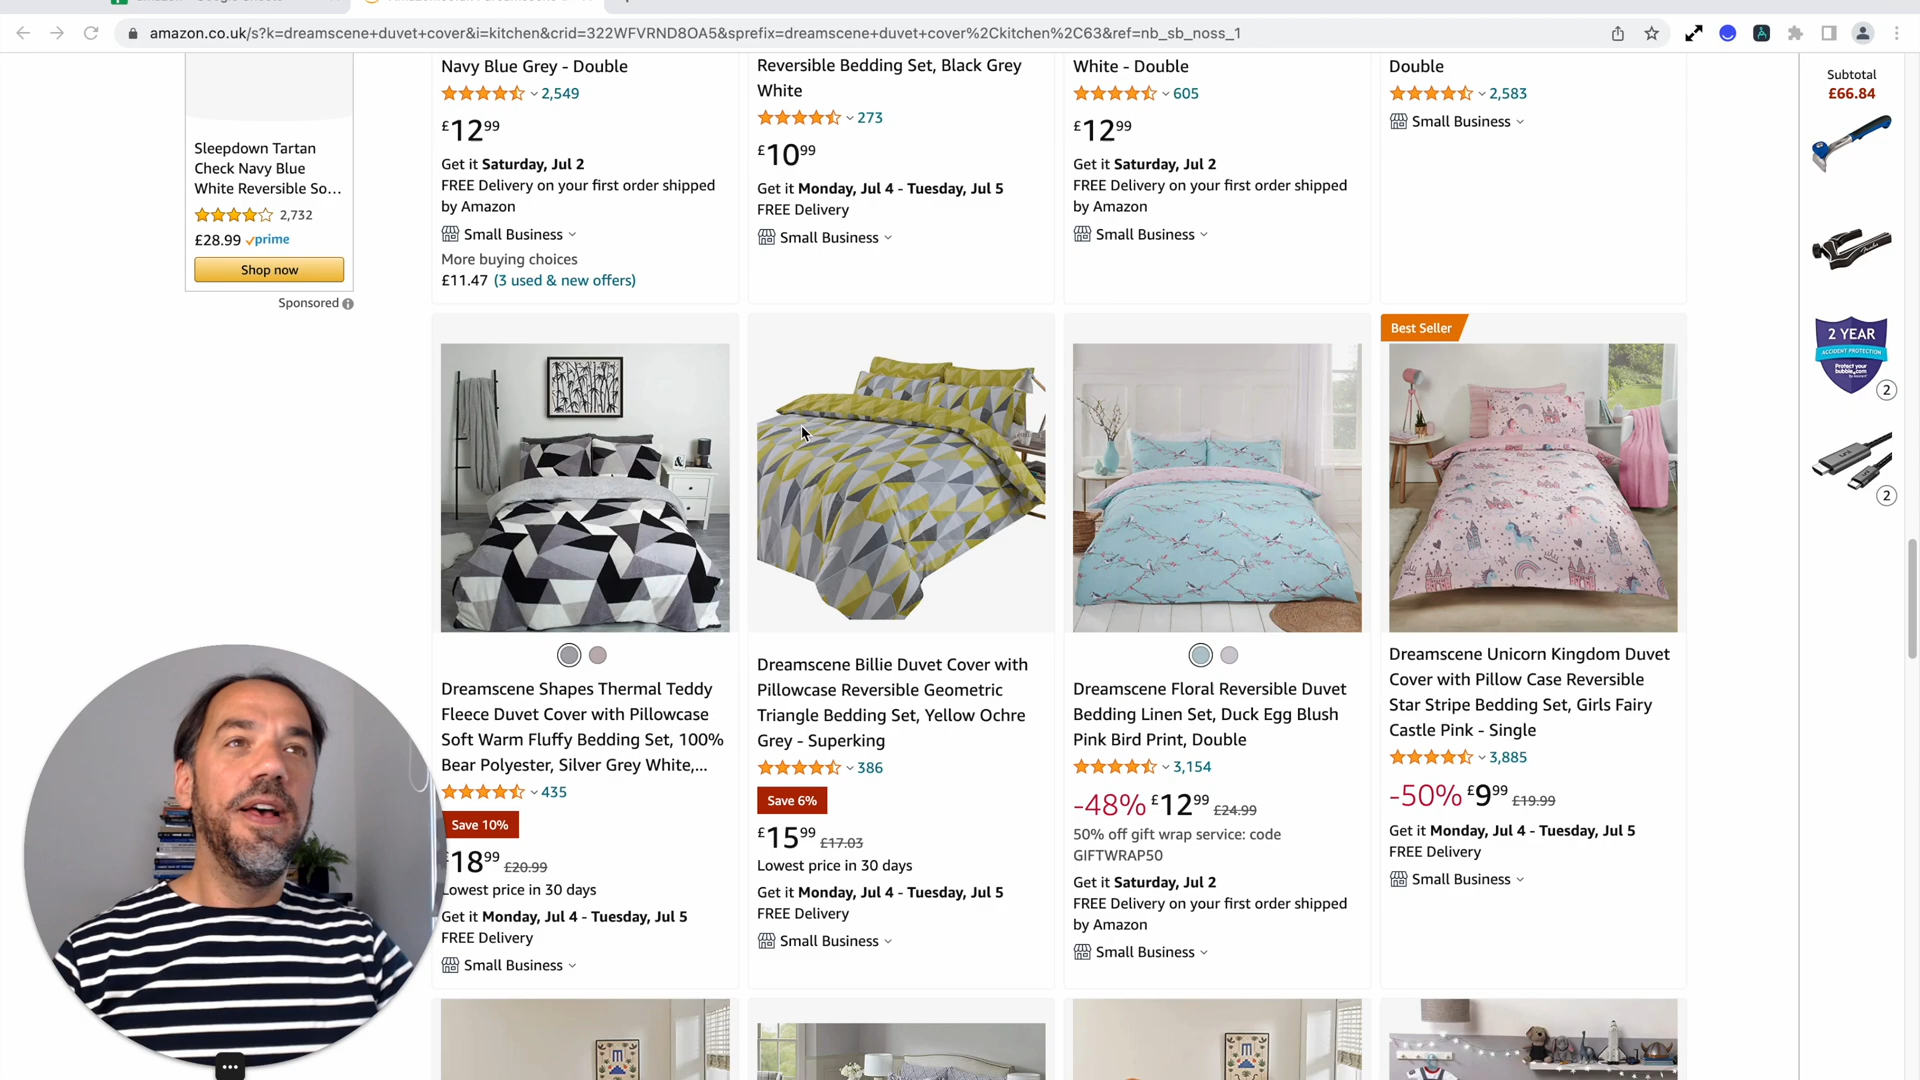 amazon.co.uk/s?k=dreamscene+duvet+cover&i=kitchen&crid=322WFVRND8OA5&sprefix=dreamscene+duvet+cover%2Ckitchen%2C63&ref=nb_sb_noss_1
Sleepdown Tartan
Check Navy Blue
White Reversible So...
2,732
£28.99 prime
Shop now
Sponsored
Navy Blue Grey - Double
2,549
£12.99
Get it Saturday, Jul 2
FREE Delivery on your first order shipped
by Amazon
Small Business
More buying choices
£11.47 (3 used & new offers)
Reversible Bedding Set, Black Grey
White
273
£10.99
Get it Monday, Jul 4 - Tuesday, Jul 5
FREE Delivery
Small Business
White - Double
605
£12.99
Get it Saturday, Jul 2
FREE Delivery on your first order shipped
by Amazon
Small Business
Double
2,583
Small Business
Subtotal
£66.84
2 YEAR
ACCIDENT PROTECTION
Protect your
bubble.com
2
2
&
Dreamscene Shapes Thermal Teddy
Fleece Duvet Cover with Pillowcase
Soft Warm Fluffy Bedding Set, 100%
Bear Polyester, Silver Grey White,...
435
Save 10%
18.99 £20.99
Lowest price in 30 days
Get it Monday, Jul 4 - Tuesday, Jul 5
FREE Delivery
Small Business
Dreamscene Billie Duvet Cover with
Pillowcase Reversible Geometric
Triangle Bedding Set, Yellow Ochre
Grey - Superking
386
Save 6%
£15.99 £17.03
Lowest price in 30 days
Get it Monday, Jul 4 - Tuesday, Jul 5
FREE Delivery
Small Business
Dreamscene Floral Reversible Duvet
Bedding Linen Set, Duck Egg Blush
Pink Bird Print, Double
3,154
-48% £12.99 £24.99
50% off gift wrap service: code
GIFTWRAP50
Get it Saturday, Jul 2
FREE Delivery on your first order shipped
by Amazon
Small Business
Best Seller
Dreamscene Unicorn Kingdom Duvet
Cover with Pillow Case Reversible
Star Stripe Bedding Set, Girls Fairy
Castle Pink - Single
3,885
-50% £9.99 £19.99
Get it Monday, Jul 4 - Tuesday, Jul 5
FREE Delivery
Small Business